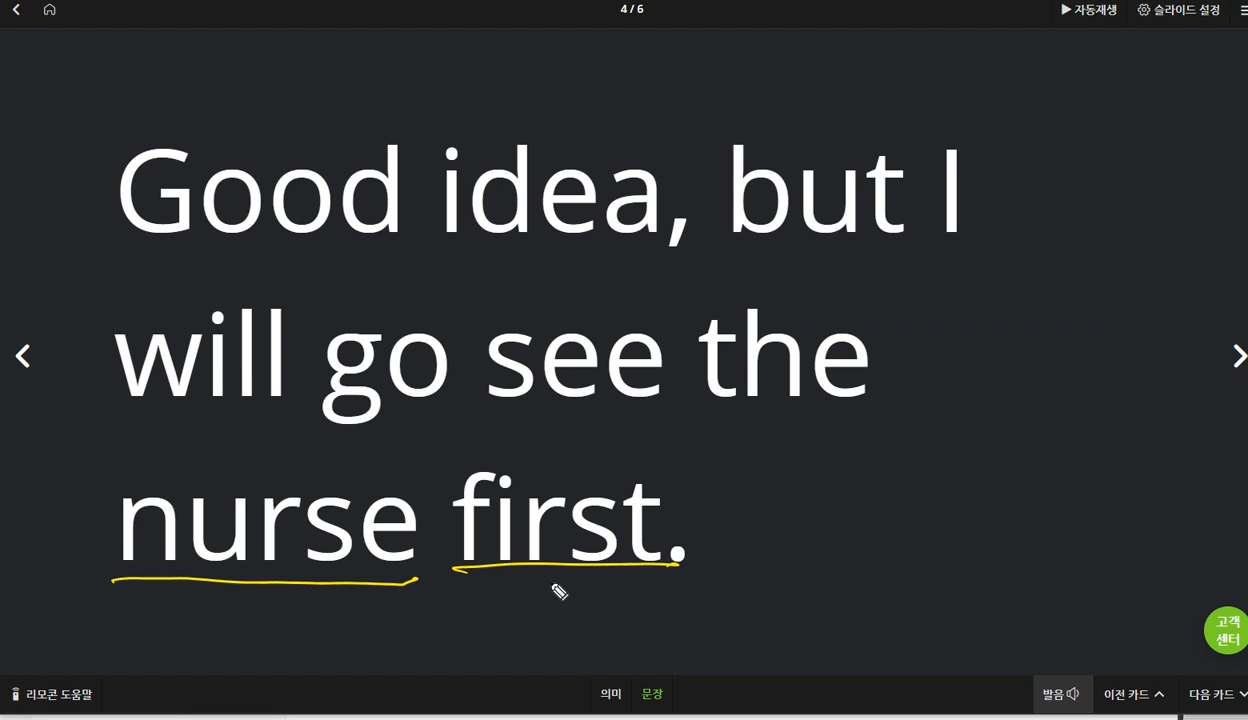 4 / 6
자동재생
슬라이드 설정
Good idea, but I
will go see the
nurse first.
고객
센터
리모콘 도움말
의미
문장
발음
이전 카드
다음 카드